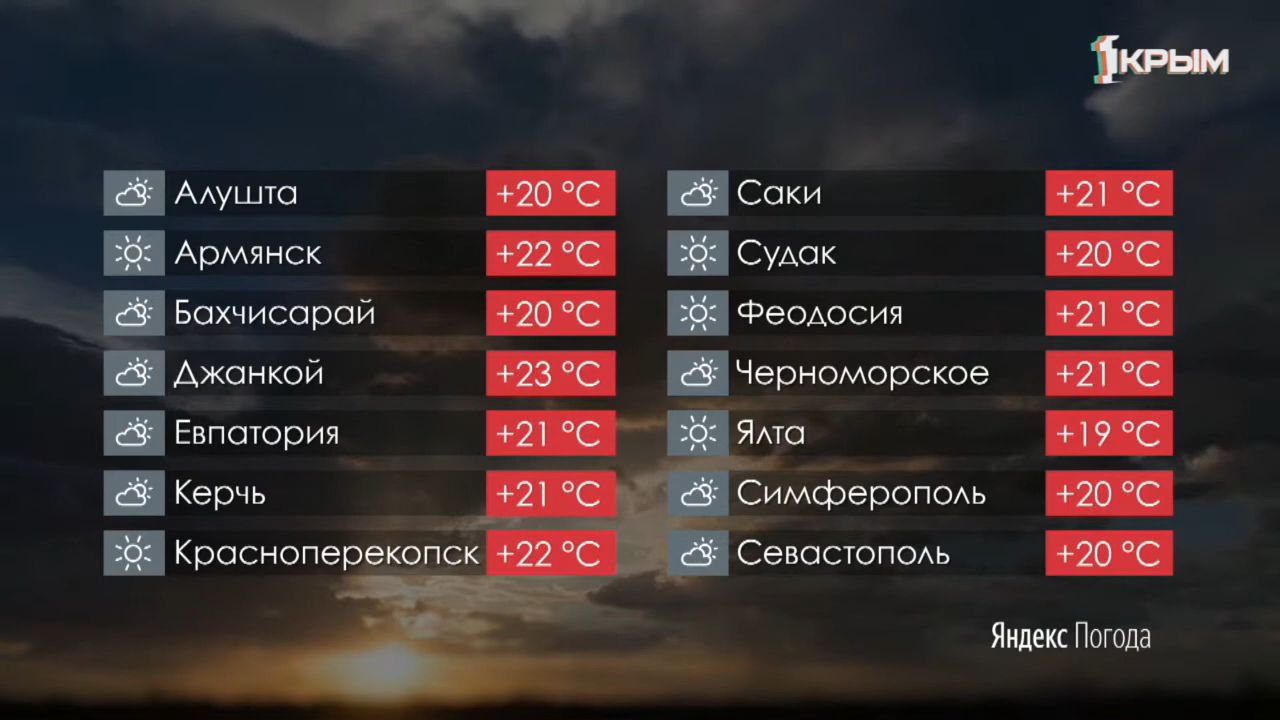 1КРЫМ
Алушта +20 °C
Армянск +22 °C
Бахчисарай +20 °C
Джанкой +23 °C
Евпатория +21 °C
Керчь +21 °C
Красноперекопск +22 °C
Саки +21 °C
Судак +20 °C
Феодосия +21 °C
Черноморское +21 °C
Ялта +19 °C
Симферополь +20 °C
Севастополь +20 °C
Яндекс Погода